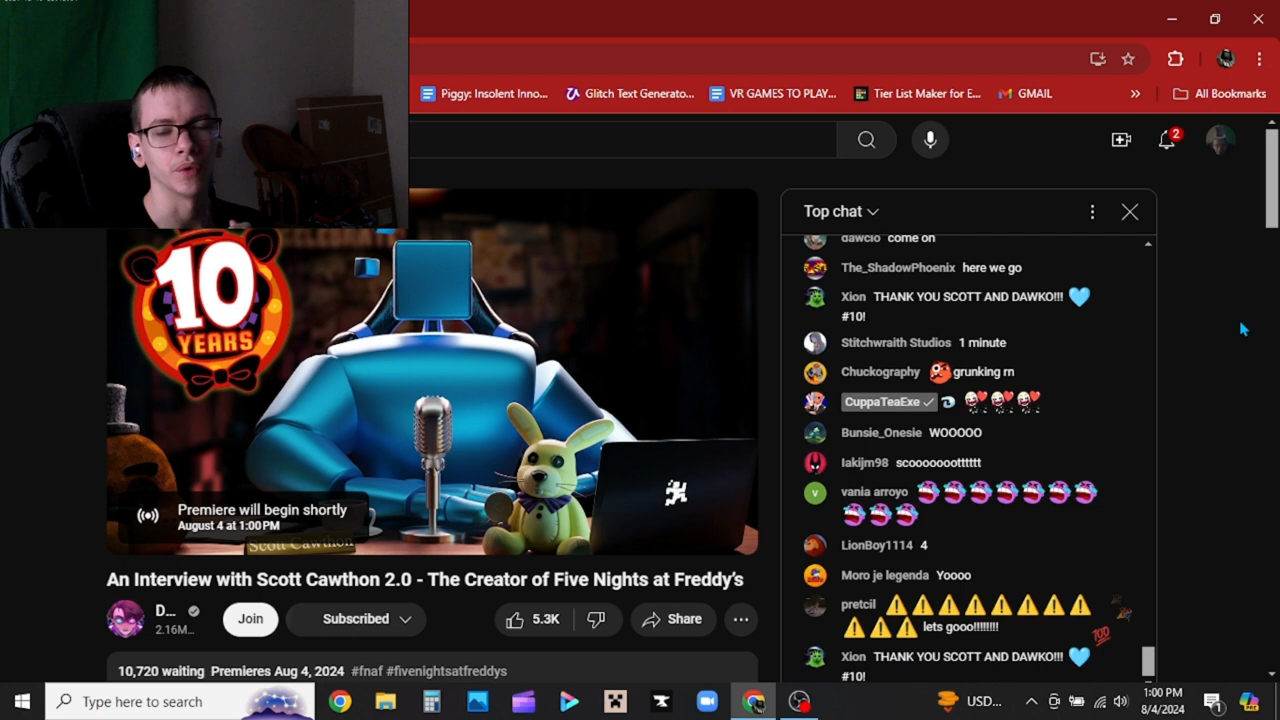 Piggy: Insolent Inno...
Glitch Text Generato...
VR GAMES TO PLAY...
Tier List Maker for E...
GMAIL
»
All Bookmarks
2
Top chat
dawcio come on
The_ShadowPhoenix here we go
Xion THANK YOU SCOTT AND DAWKO!!! 🩵
#10!
Stitchwraith Studios 1 minute
Chuckography grunking rn
CuppaTeaExe
Bunsie_Onesie WOOOOO
Iakijm98 scooooooottttttt
V
vania arroyo
LionBoy1114 4
Moro je legenda Yoooo
pretcil ⚠️⚠️⚠️⚠️⚠️⚠️⚠️⚠️
⚠️⚠️⚠️ lets gooo!!!!!!!!
💯
Xion THANK YOU SCOTT AND DAWKO!!! 🩵
#10!
10
YEARS
Premiere will begin shortly
August 4 at 1:00 PM
Scott Cawthon
An Interview with Scott Cawthon 2.0 - The Creator of Five Nights at Freddy's
D...
2.16M...
Join
Subscribed
5.3K
Share
10,720 waiting Premieres Aug 4, 2024 #fnaf #fivenightsatfreddys
Type here to search
USD...
1:00 PM
8/4/2024
1
PRE